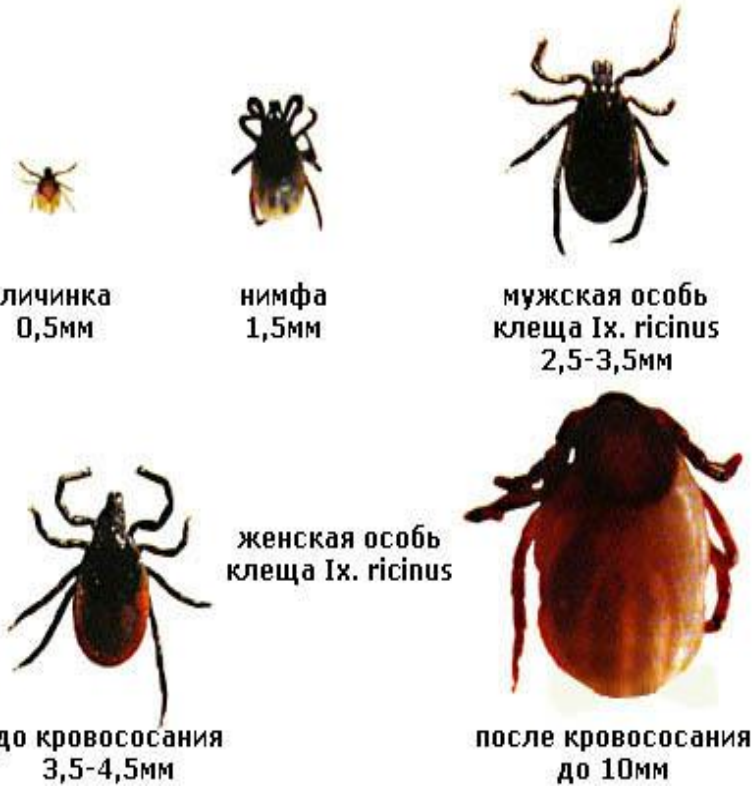 личинка
0,5мм
нимфа
1,5мм
мужская особь
клеща Ix. ricinus
2,5-3,5мм
женская особь
клеща Ix. ricinus
до кровососания
3,5-4,5мм
после кровососания
до 10мм